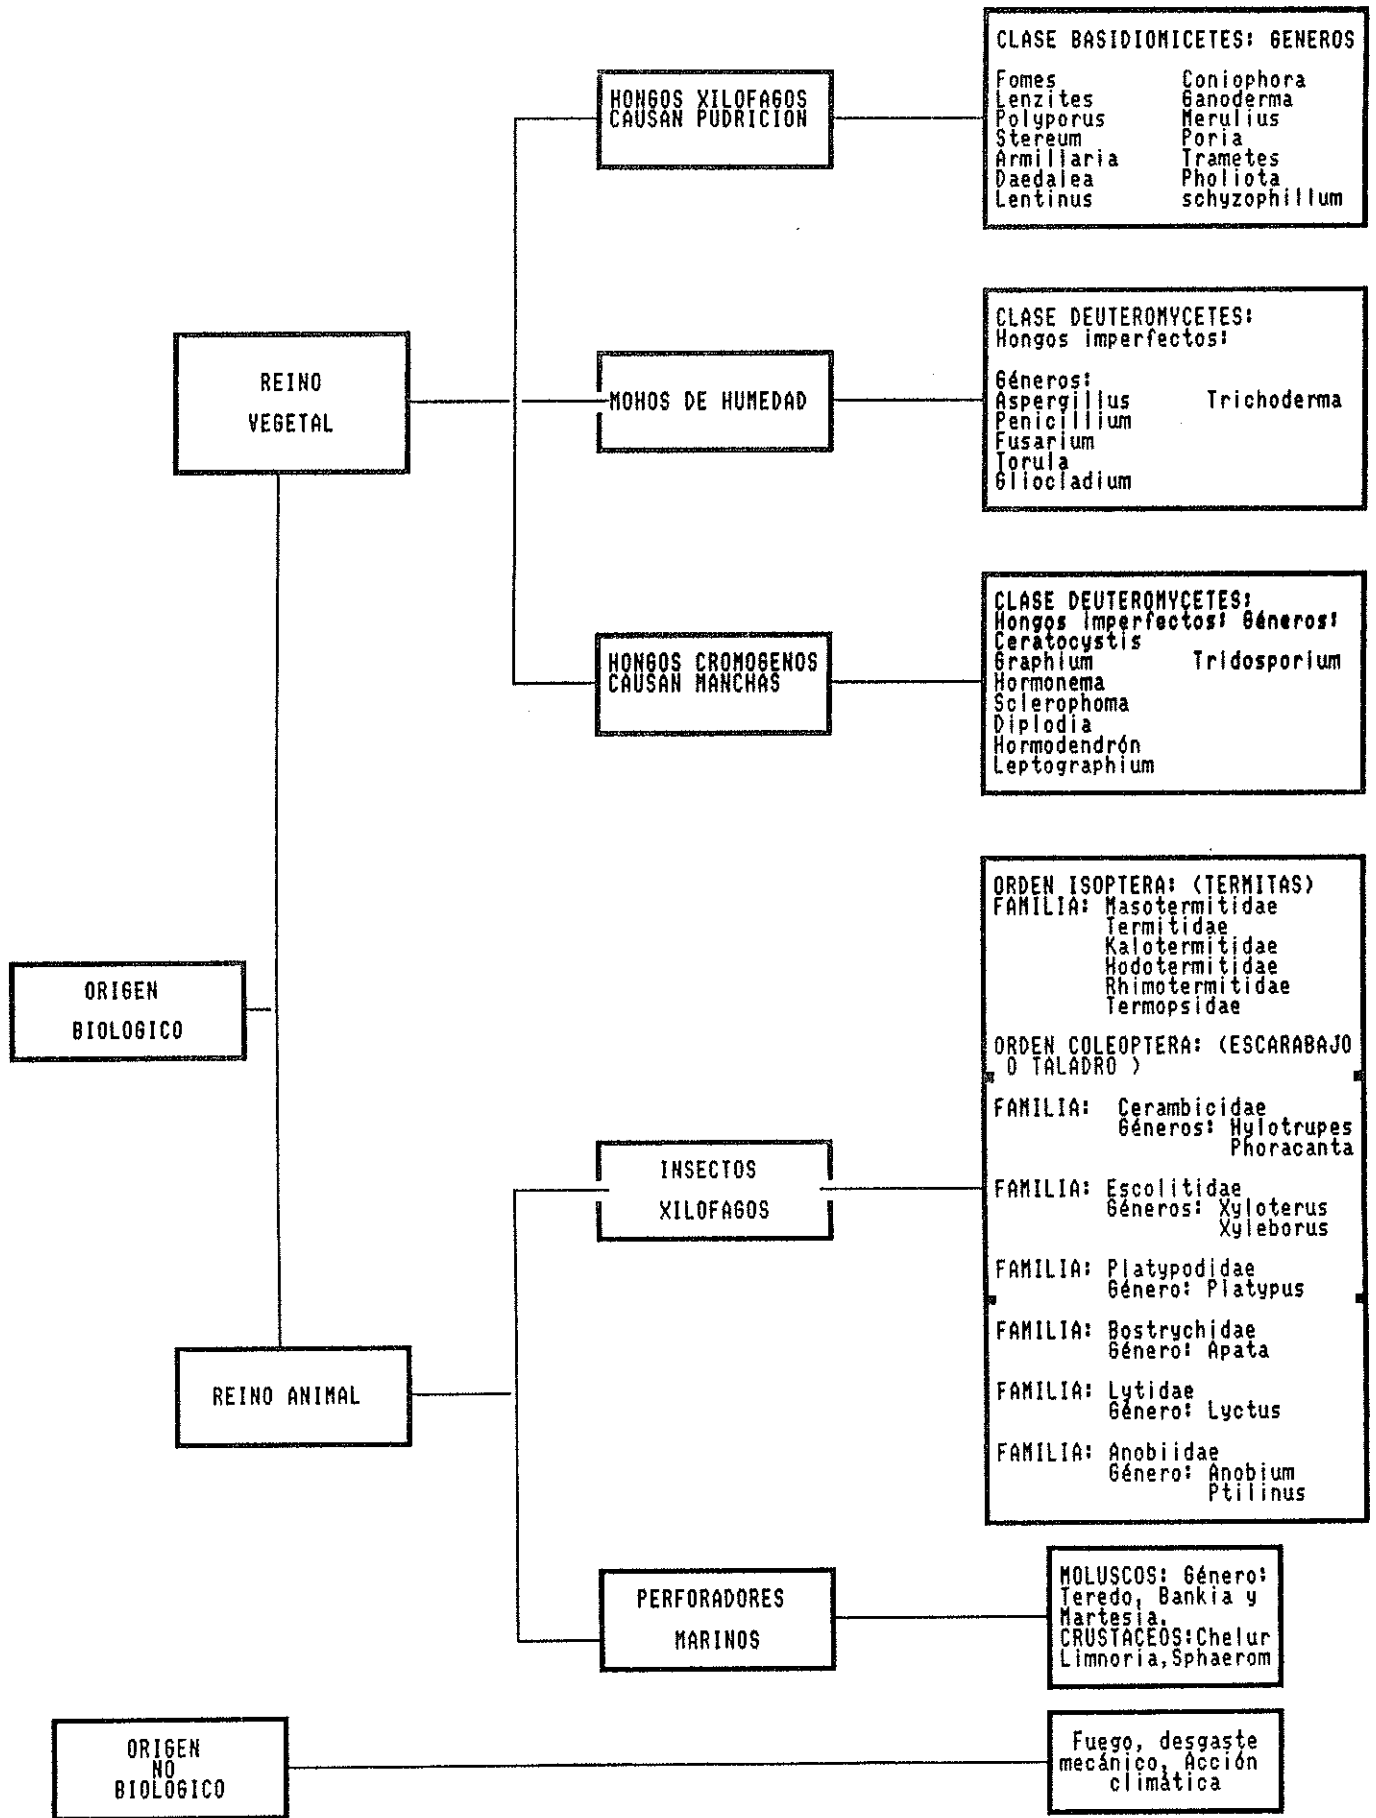 CLASE BASIDIOMICETES: GENEROS
Fomes Coniophora
Lenzites Ganoderma
Polyporus Merulius
Stereum Poria
Armillaria Trametes
Daedalea Pholiota
Lentinus schyzophillum
HONGOS XILOFAGOS
CAUSAN PUDRICION
CLASE DEUTEROMYCETES:
Hongos imperfectos:
Géneros:
Aspergillus Trichoderma
Penicillium
Fusarium
Torula
Gliocladium
REINO
VEGETAL
MOHOS DE HUMEDAD
CLASE DEUTEROMYCETES:
Hongos imperfectos: Géneros:
Ceratocystis
Graphium Tridosporium
Hormonema
Sclerophoma
Diplodia
Hormodendrón
Leptographium
HONGOS CROMOGENOS
CAUSAN MANCHAS
ORIGEN
BIOLOGICO
ORDEN ISOPTERA: (TERMITAS)
FAMILIA: Masotermitidae
Termitidae
Kalotermitidae
Hodotermitidae
Rhimotermitidae
Termopsidae
ORDEN COLEOPTERA: (ESCARABAJO
O TALADRO )
FAMILIA: Cerambicidae
Géneros: Hylotrupes
Phoracanta
FAMILIA: Escolitidae
Géneros: Xyloterus
Xyleborus
FAMILIA: Platypodidae
Género: Platypus
FAMILIA: Bostrychidae
Género: Apata
FAMILIA: Lytidae
Género: Lyctus
FAMILIA: Anobiidae
Género: Anobium
Ptilinus
INSECTOS
XILOFAGOS
REINO ANIMAL
PERFORADORES
MARINOS
MOLUSCOS: Género:
Teredo, Bankia y
Martesia.
CRUSTACEOS:Chelur
Limnoria,Sphaerom
ORIGEN
NO
BIOLOGICO
Fuego, desgaste
mecánico, Acción
climática